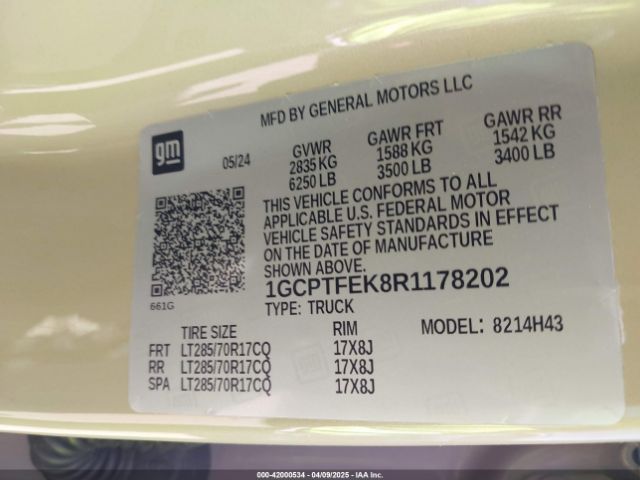 MFD BY GENERAL MOTORS LLC
gm
05/24
GVWR
2835 KG
6250 LB
GAWR FRT
1588 KG
3500 LB
GAWR RR
1542 KG
3400 LB
THIS VEHICLE CONFORMS TO ALL
APPLICABLE U.S. FEDERAL MOTOR
VEHICLE SAFETY STANDARDS IN EFFECT
ON THE DATE OF MANUFACTURE
SHOWN ABOVE.
661G
1GCPTFEK8R1178202
TYPE: TRUCK
MODEL: 8214H43
TIRE SIZE RIM
FRT LT285/70R17CQ 17X8J
RR LT285/70R17CQ 17X8J
SPA LT285/70R17CQ 17X8J
000-42000534 | 04/09/2025 - IAA Inc.